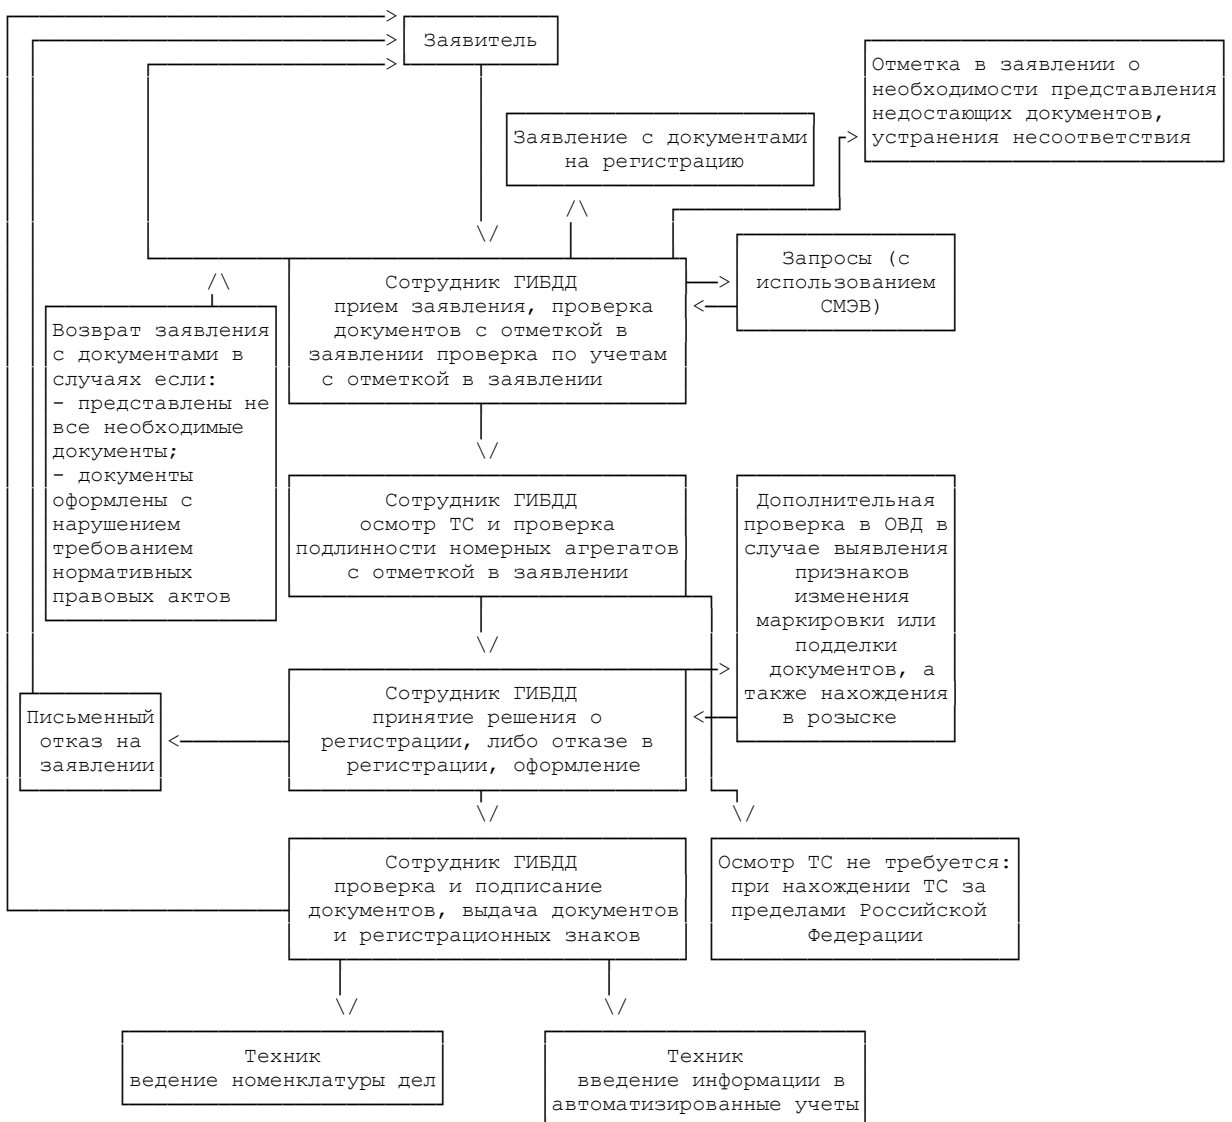 Заявитель
Отметка в заявлении о
необходимости представления
недостающих документов,
устранения несоответствия
Заявление с документами
на регистрацию
Запросы (с
использованием
СМЭВ)
Сотрудник ГИБДД
прием заявления, проверка
документов с отметкой в
заявлении проверка по учетам
с отметкой в заявлении
Возврат заявления
с документами в
случаях если:
- представлены не
все необходимые
документы;
- документы
оформлены с
нарушением
требованием
нормативных
правовых актов
Сотрудник ГИБДД
осмотр ТС и проверка
подлинности номерных агрегатов
с отметкой в заявлении
Дополнительная
проверка в ОВД в
случае выявления
признаков
изменения
маркировки или
подделки
документов, а
также нахождения
в розыске
Сотрудник ГИБДД
принятие решения о
регистрации, либо отказе в
регистрации, оформление
Письменный
отказ на
заявлении
Сотрудник ГИБДД
проверка и подписание
документов, выдача документов
и регистрационных знаков
Осмотр ТС не требуется:
при нахождении ТС за
пределами Российской
Федерации
Техник
ведение номенклатуры дел
Техник
введение информации в
автоматизированные учеты